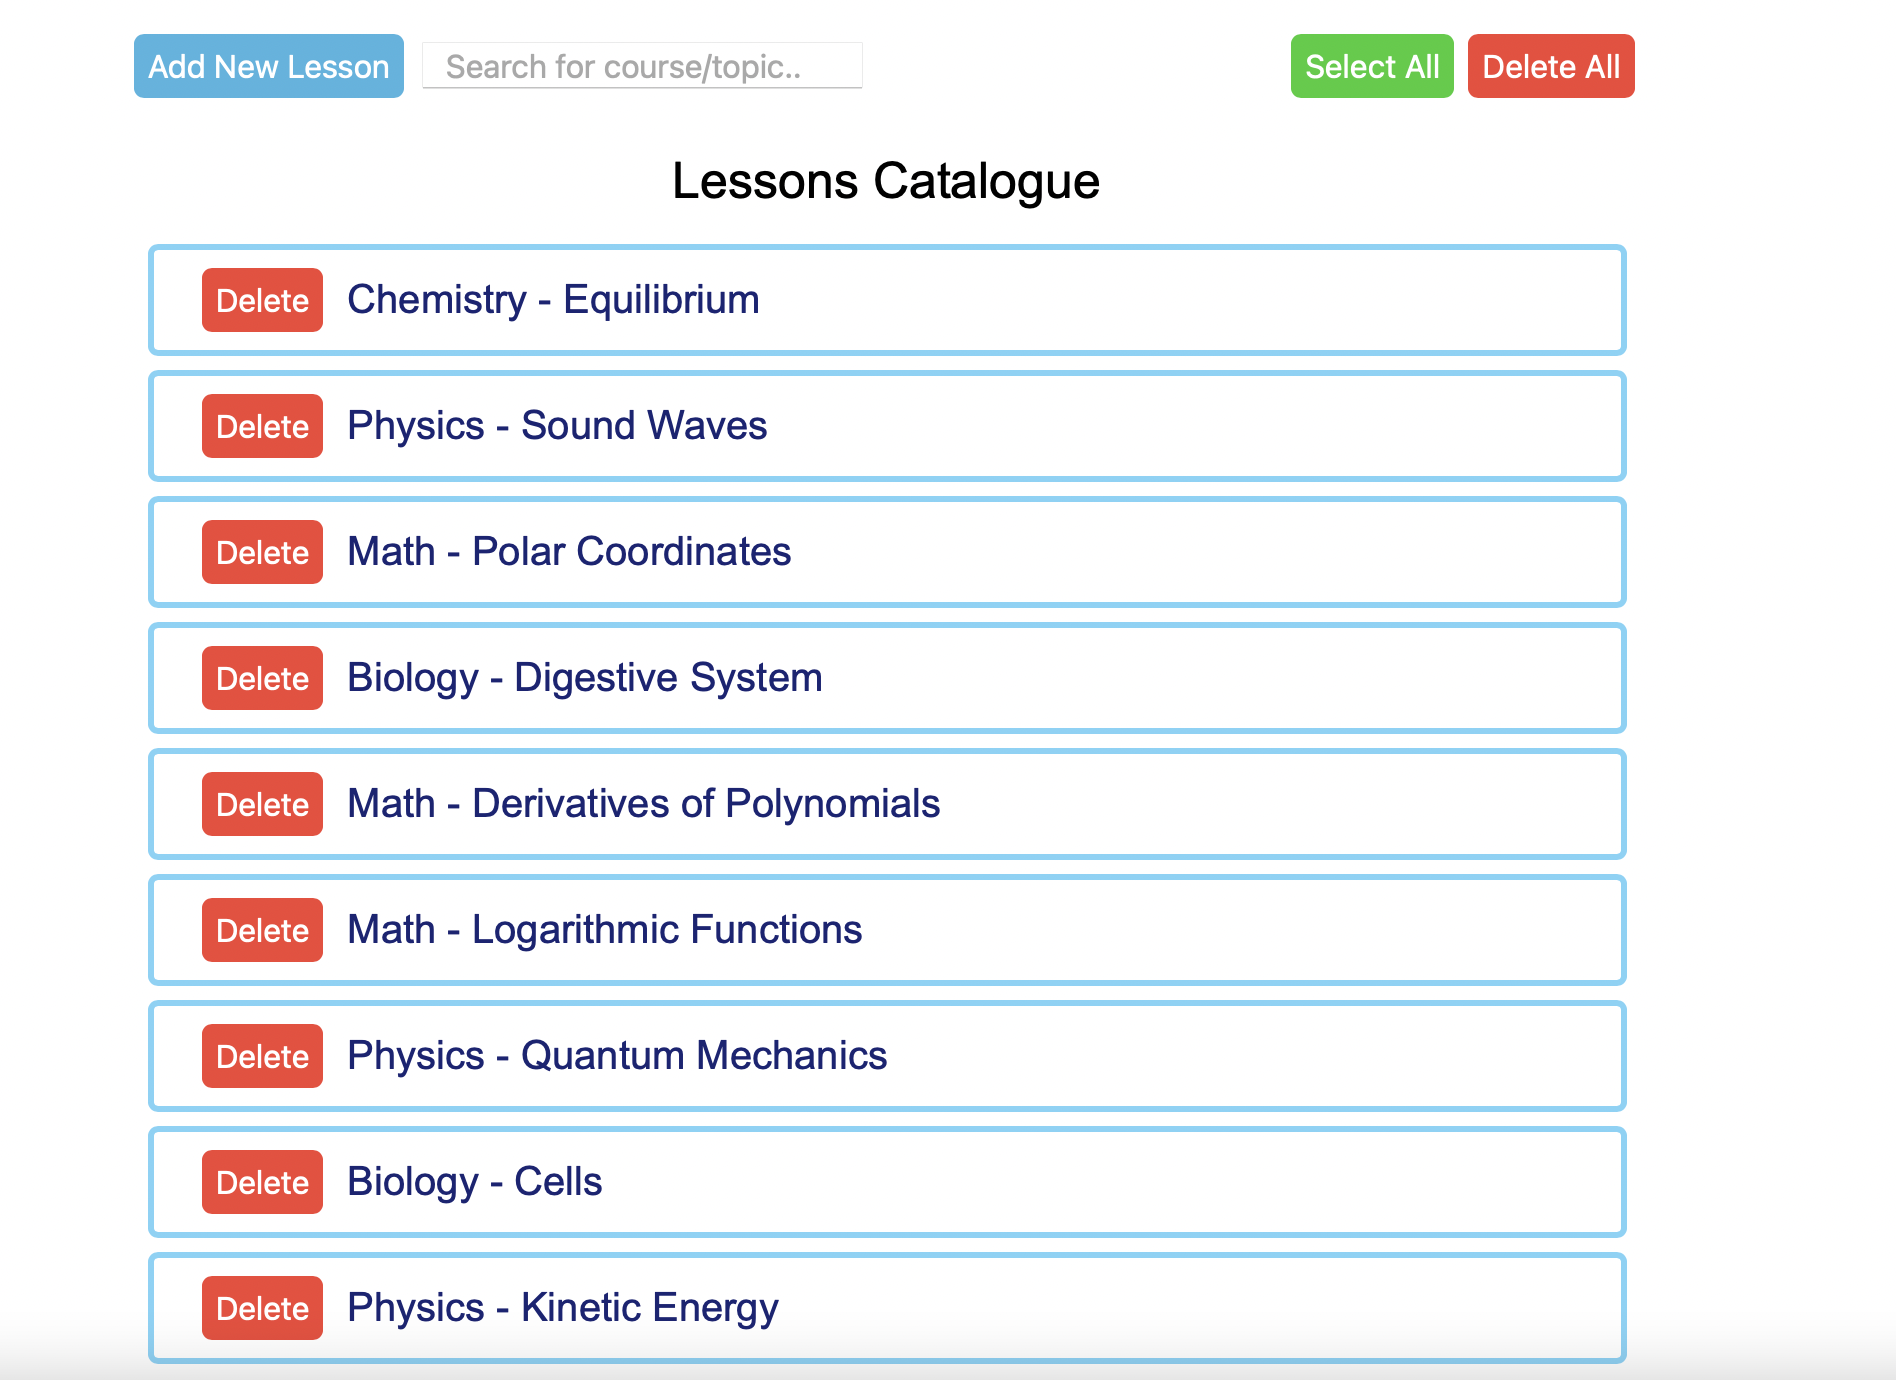 Add New Lesson Search for course/topic.. Select All Delete All
Lessons Catalogue
Delete Chemistry - Equilibrium
Delete Physics - Sound Waves
Delete Math - Polar Coordinates
Delete Biology - Digestive System
Delete Math - Derivatives of Polynomials
Delete Math - Logarithmic Functions
Delete Physics - Quantum Mechanics
Delete Biology - Cells
Delete Physics - Kinetic Energy